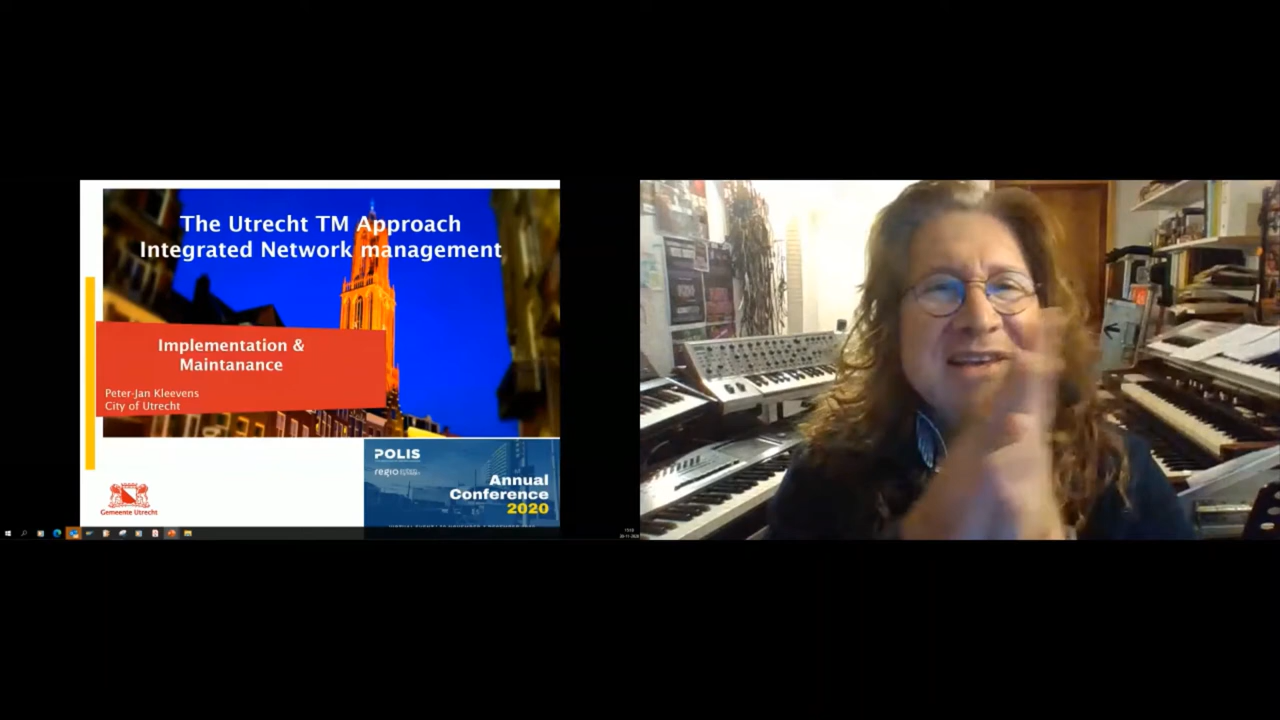 The Utrecht TM Approach
Integrated Network management
Implementation &
Maintanance
Peter-Jan Kleevens
City of Utrecht
POLIS
regio
Annual
Conference
2020
Gemeente Utrecht